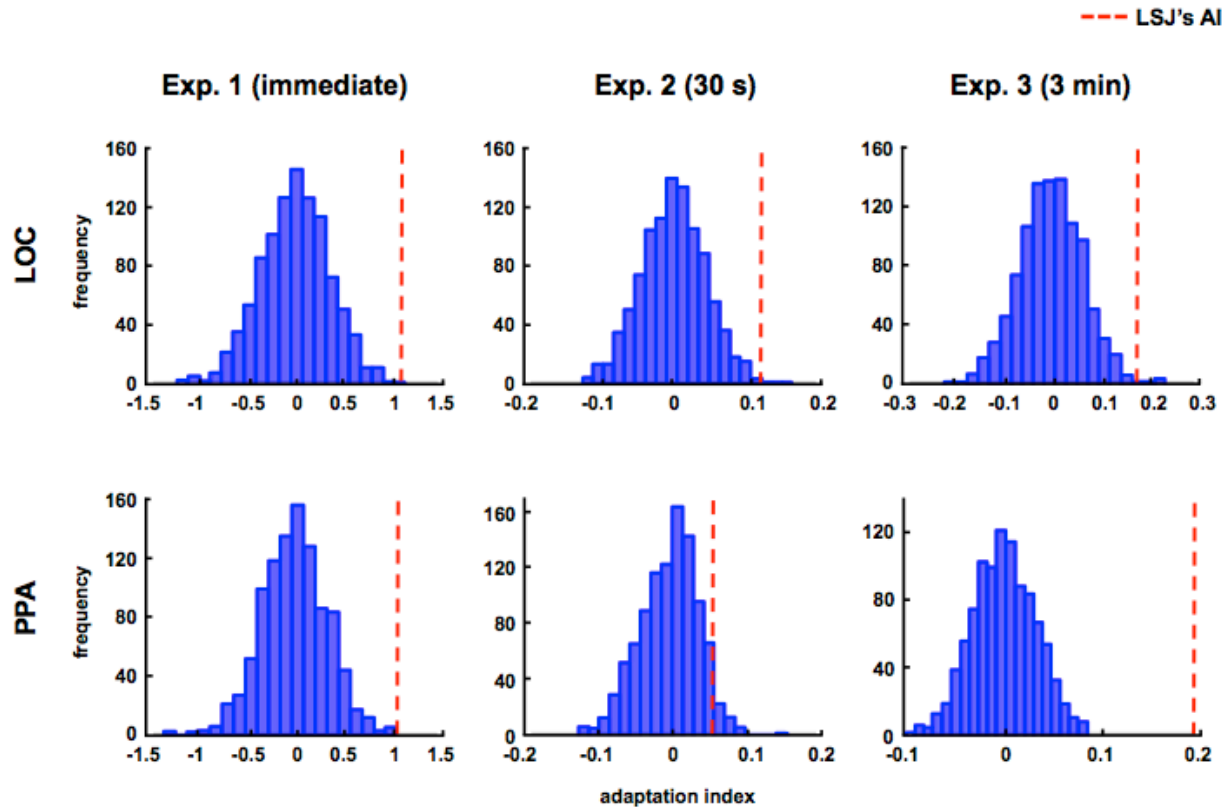 LSJ's AI
Exp. 1 (immediate)
Exp. 2 (30 s)
Exp. 3 (3 min)
LOC
frequency
160
120
80
40
0
-1.5 -1 -0.5 0 0.5 1 1.5
160
120
80
40
0
-0.2 -0.1 0 0.1 0.2
160
120
80
40
0
-0.3 -0.2 -0.1 0 0.1 0.2 0.3
PPA
frequency
160
120
80
40
0
-1.5 -1 -0.5 0 0.5 1 1.5
160
120
80
40
0
-0.2 -0.1 0 0.1 0.2
120
80
40
0
-0.1 0 0.1 0.2
adaptation index